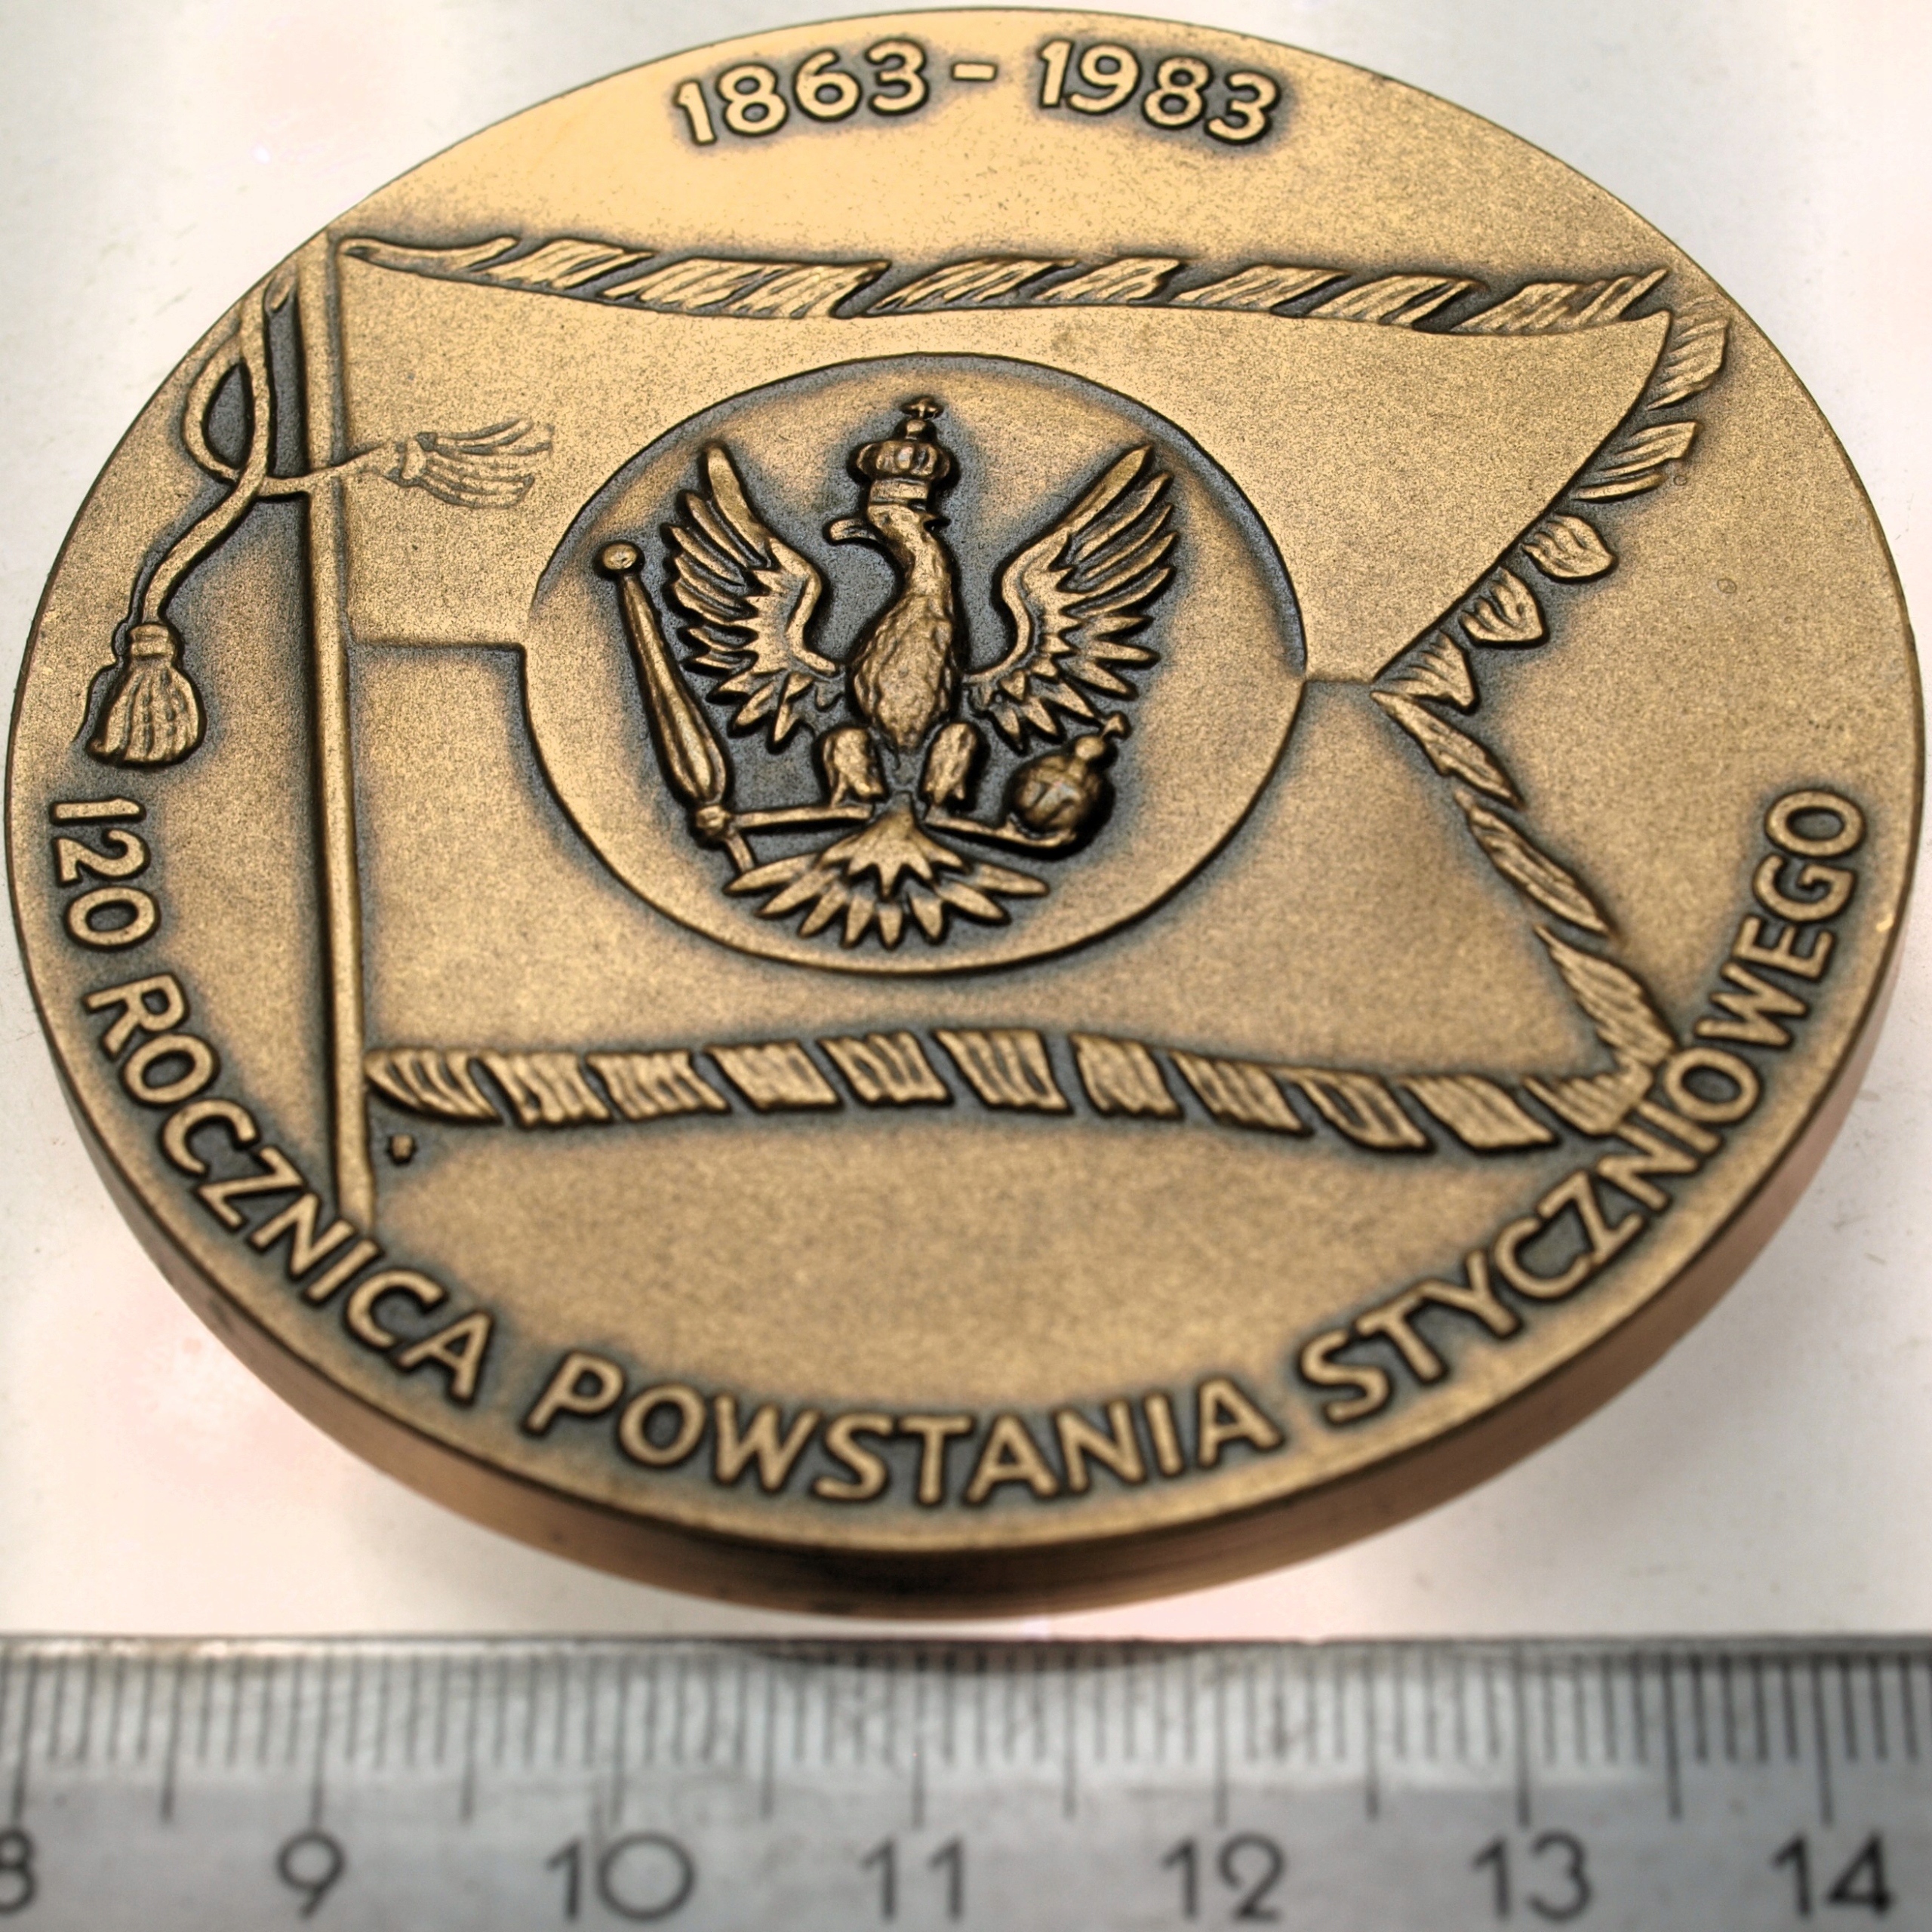 1863 - 1983
120 ROCZNICA POWSTANIA STYCZNIOWEGO
8 9 10 11 12 13 14